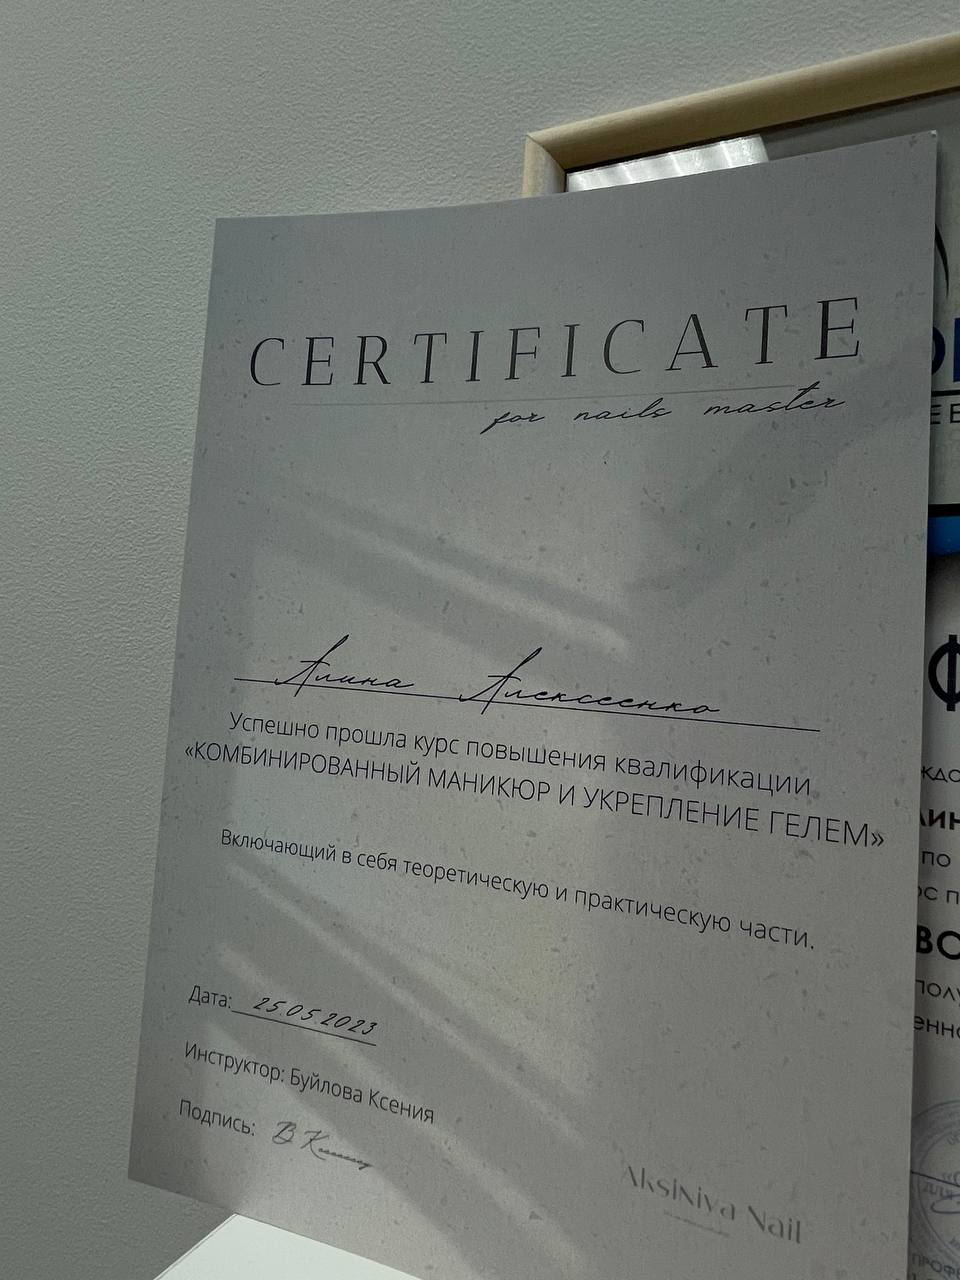 CERTIFICATE
for nails master
Алина Алексеенко
Успешно прошла курс повышения квалификации
«КОМБИНИРОВАННЫЙ МАНИКЮР И УКРЕПЛЕНИЕ ГЕЛЕМ»
Включающий в себя теоретическую и практическую части.
Дата: 25.05.2023
Инструктор: Буйлова Ксения
Подпись:
AksiNiya Nail